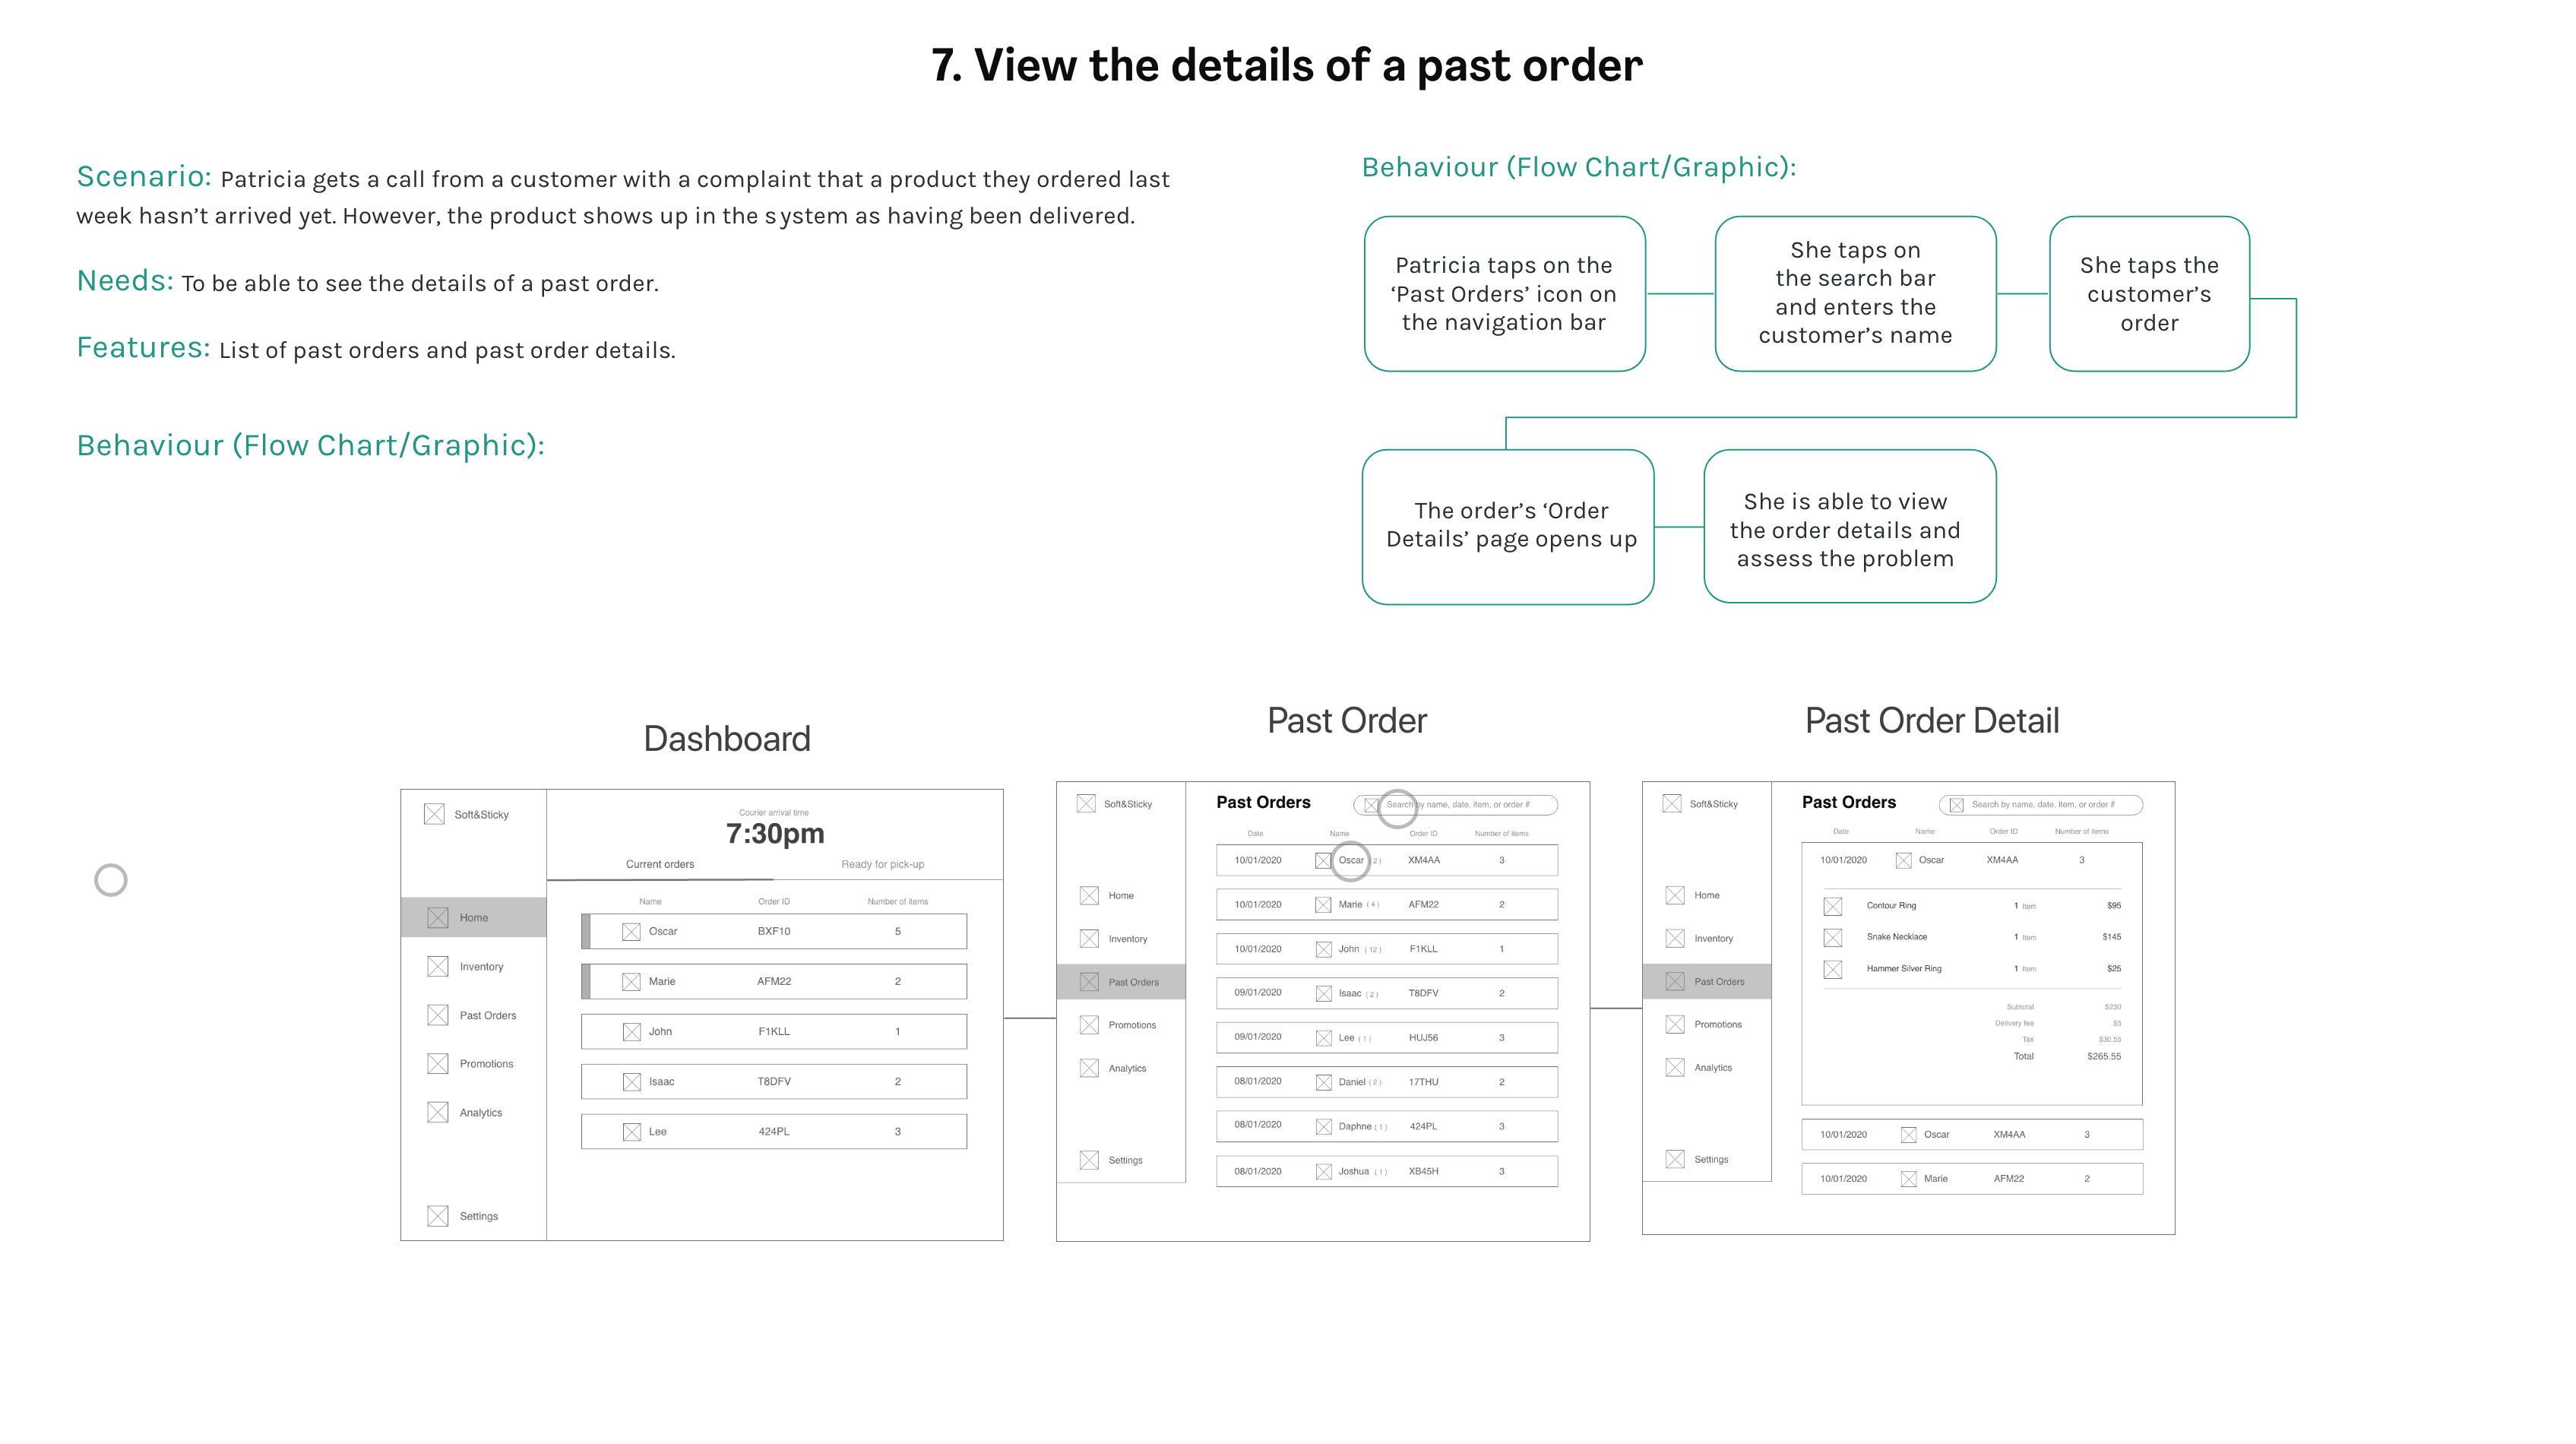 7. View the details of a past order
Scenario: Patricia gets a call from a customer with a complaint that a product they ordered last
week hasn’t arrived yet. However, the product shows up in the system as having been delivered.
Needs: To be able to see the details of a past order.
Features: List of past orders and past order details.
Behaviour (Flow Chart/Graphic):
Behaviour (Flow Chart/Graphic):
Patricia taps on the
‘Past Orders’ icon on
the navigation bar
She taps on
the search bar
and enters the
customer’s name
She taps the
customer’s
order
The order’s ‘Order
Details’ page opens up
She is able to view
the order details and
assess the problem
Dashboard
Soft&Sticky
Home
Inventory
Past Orders
Promotions
Analytics
Settings
Courier arrival time
7:30pm
Current orders Ready for pick-up
Name Order ID Number of items
Oscar BXF10 5
Marie AFM22 2
John F1KLL 1
Isaac T8DFV 2
Lee 424PL 3
Past Order
Soft&Sticky
Home
Inventory
Past Orders
Promotions
Analytics
Settings
Past Orders Search by name, date, item, or order #
Date Name Order ID Number of items
10/01/2020 Oscar (2) XM4AA 3
10/01/2020 Marie (4) AFM22 2
10/01/2020 John (12) F1KLL 1
09/01/2020 Isaac (2) T8DFV 2
09/01/2020 Lee (1) HUJ56 3
08/01/2020 Daniel (2) 17THU 2
08/01/2020 Daphne (1) 424PL 3
08/01/2020 Joshua (1) XB45H 3
Past Order Detail
Soft&Sticky
Home
Inventory
Past Orders
Promotions
Analytics
Settings
Past Orders Search by name, date, item, or order #
Date Name Order ID Number of items
10/01/2020 Oscar XM4AA 3
Contour Ring 1 Item $95
Snake Necklace 1 Item $145
Hammer Silver Ring 1 Item $25
Subtotal $230
Delivery fee $5
Tax $30.55
Total $265.55
10/01/2020 Oscar XM4AA 3
10/01/2020 Marie AFM22 2